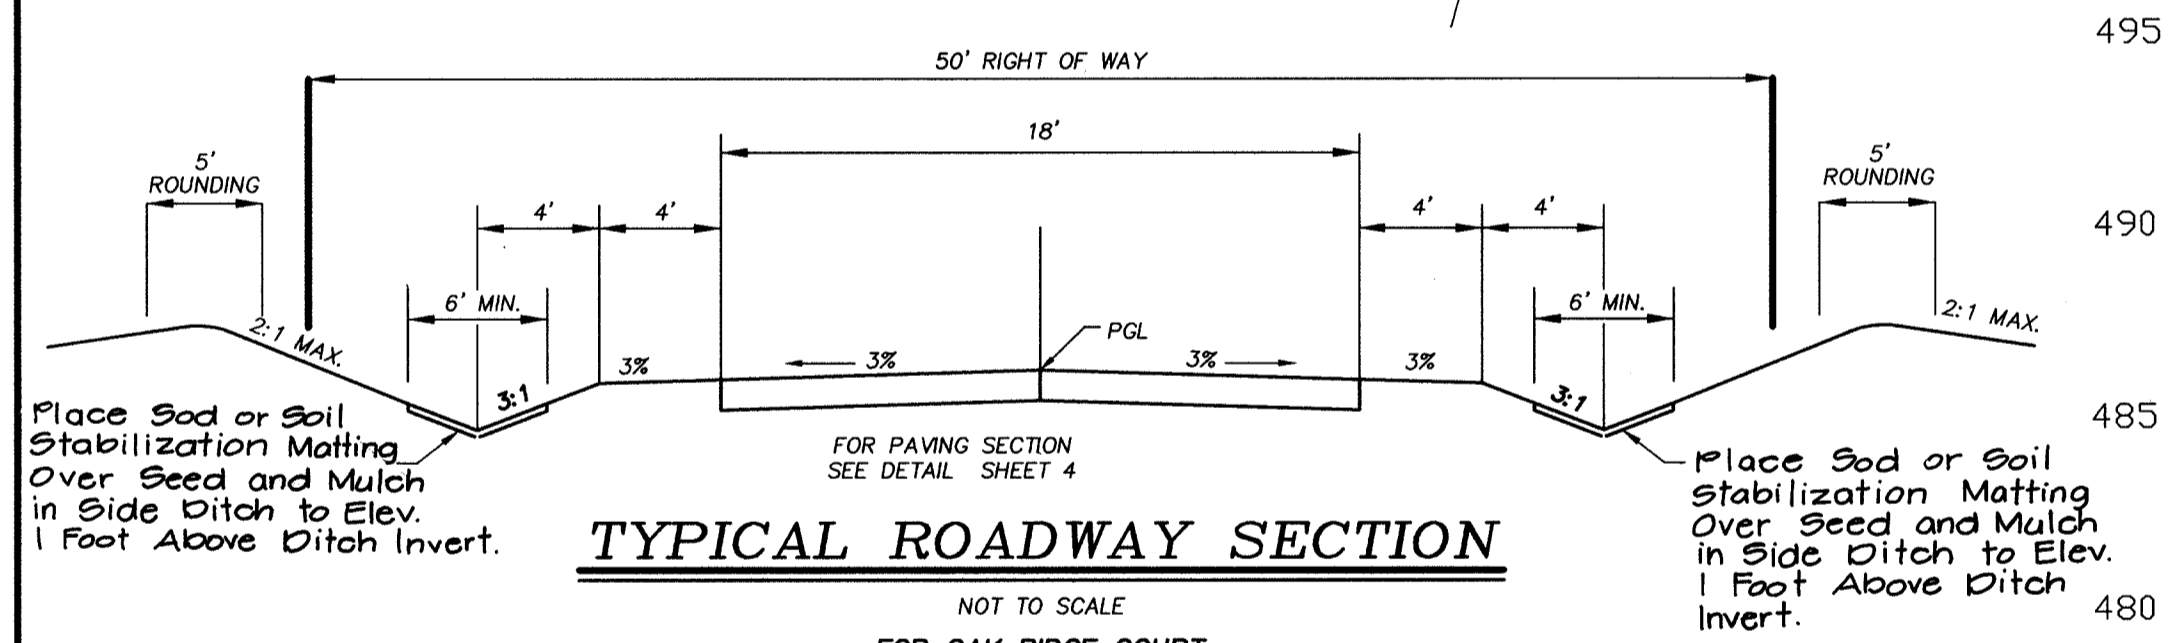 495
50' RIGHT OF WAY
18'
5'
ROUNDING
5'
ROUNDING
4'
4'
4'
4'
490
6' MIN.
6' MIN.
2:1 MAX.
2:1 MAX.
PGL
3%
3%
3%
3%
3:1
3:1
Place Sod or Soil
Stabilization Matting
Over Seed and Mulch
in Side Ditch to Elev.
1 Foot Above Ditch Invert.
485
FOR PAVING SECTION
SEE DETAIL SHEET 4
Place Sod or Soil
Stabilization Matting
Over Seed and Mulch
in Side Ditch to Elev.
1 Foot Above Ditch
Invert.
TYPICAL ROADWAY SECTION
NOT TO SCALE
480
FOR OAK RIDGE COURT